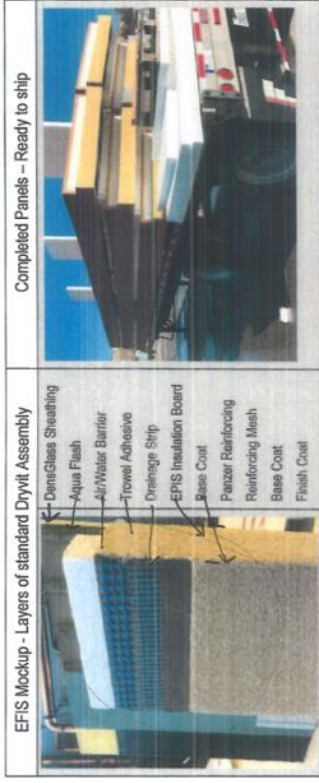 EFIS Mockup - Layers of standard Dryvit Assembly
DensGlass Sheathing
Aqua Flash
Air/Water Barrier
Trowel Adhesive
Drainage Strip
EPIS Insulation Board
Base Coat
Panzer Reinforcing
Reinforcing Mesh
Base Coat
Finish Coat
Completed Panels – Ready to ship